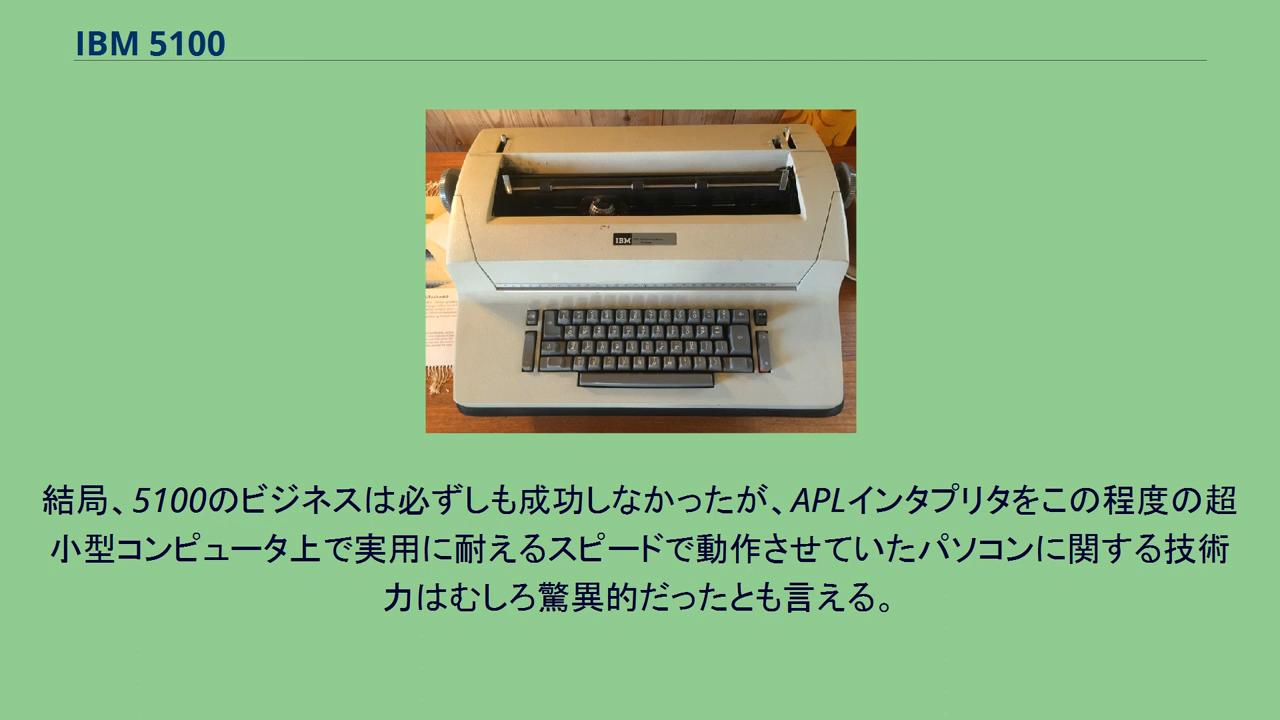 IBM 5100
IBM
結局、5100のビジネスは必ずしも成功しなかったが、APLインタプリタをこの程度の超
小型コンピュータ上で実用に耐えるスピードで動作させていたパソコンに関する技術
力はむしろ驚異的だったとも言える。